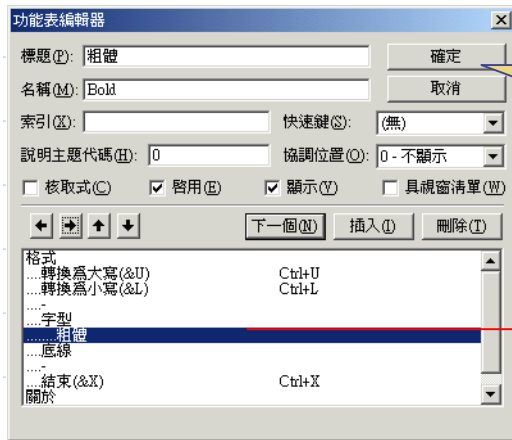 功能表編輯器
標題(P): 粗體
確定
名稱(M): Bold
取消
索引(X):
快速鍵(S): (無)
說明主題代碼(H): 0
協調位置(O): 0 - 不顯示
核取式(C) 啓用(E) 顯示(V) 具視窗清單(W)
下一個(N) 插入(I) 刪除(T)
格式
....轉換爲大寫(&U) Ctrl+U
....轉換爲小寫(&L) Ctrl+L
....-
....字型
........粗體
....底線
....-
....結束(&X) Ctrl+X
關於